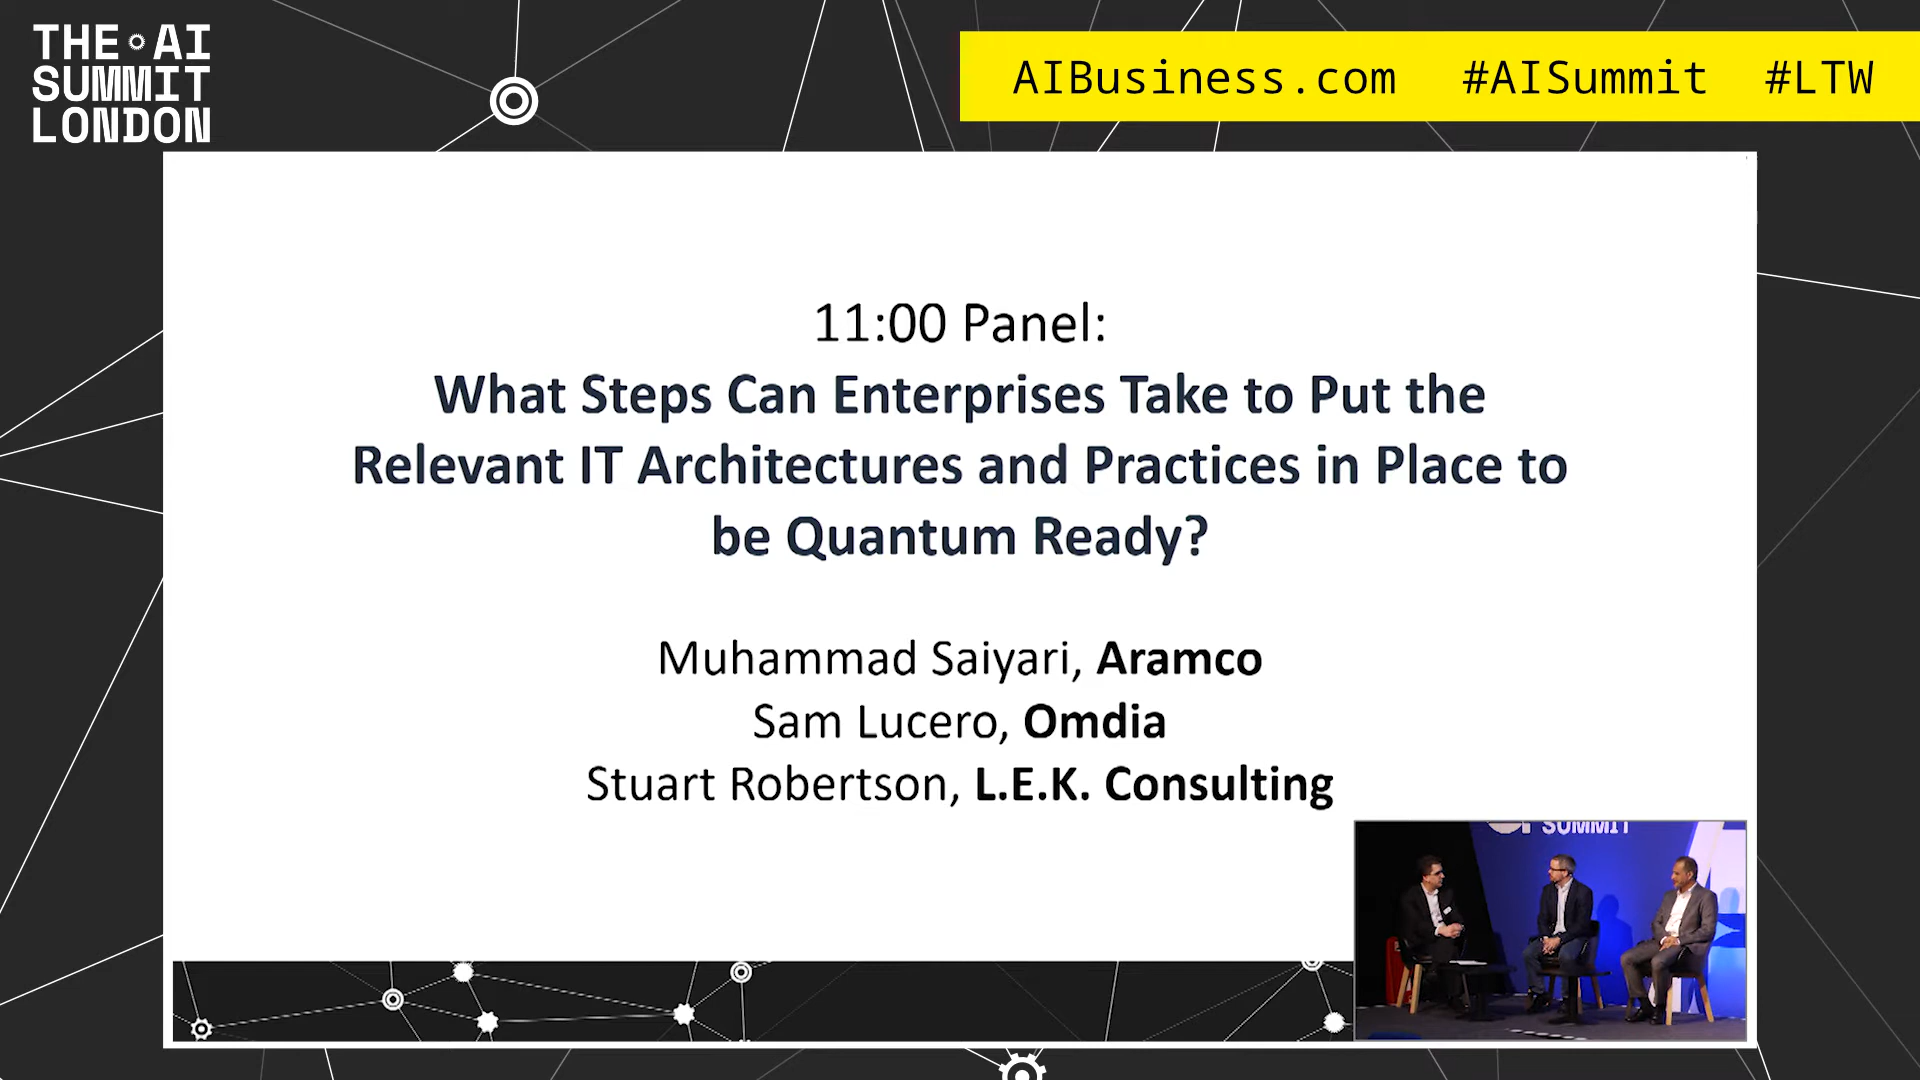 THE AI
SUMMIT
LONDON
AIBusiness.com #AISummit #LTW
11:00 Panel:
What Steps Can Enterprises Take to Put the
Relevant IT Architectures and Practices in Place to
be Quantum Ready?
Muhammad Saiyari, Aramco
Sam Lucero, Omdia
Stuart Robertson, L.E.K. Consulting
SUMMIT